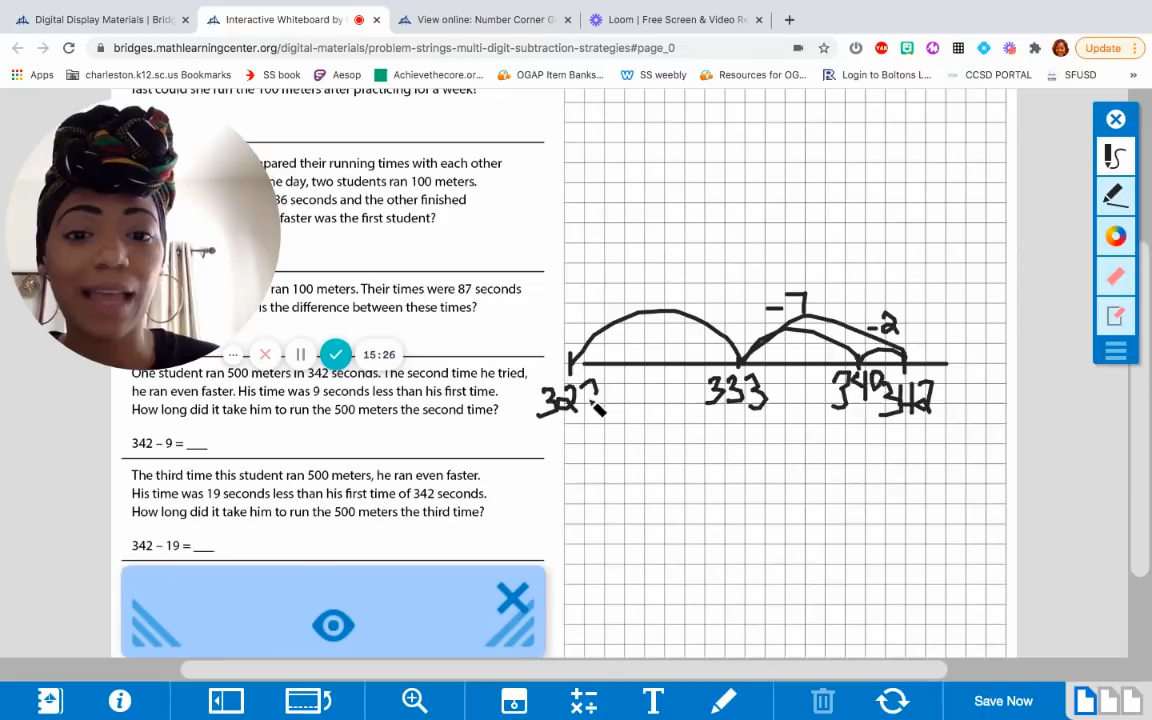 Digital Display Materials | Bridg
Interactive Whiteboard by
View online: Number Corner G
Loom | Free Screen & Video Re
bridges.mathlearningcenter.org/digital-materials/problem-strings-multi-digit-subtraction-strategies#page_0
Update
Apps
charleston.k12.sc.us Bookmarks
SS book
Aesop
Achievethecore.org...
OGAP Item Banks...
SS weekly
Resources for OG...
Login to Boltons L...
CCSD PORTAL
SFUSD
fast could she run the 100 meters after practicing for a week?
pared their running times with each other
ne day, two students ran 100 meters.
36 seconds and the other finished
faster was the first student?
ran 100 meters. Their times were 87 seconds
is the difference between these times?
15:26
One student ran 500 meters in 342 seconds. The second time he tried,
he ran even faster. His time was 9 seconds less than his first time.
How long did it take him to run the 500 meters the second time?
342 – 9 = ___
The third time this student ran 500 meters, he ran even faster.
His time was 19 seconds less than his first time of 342 seconds.
How long did it take him to run the 500 meters the third time?
342 – 19 = ___
-7
-2
333
340
342
Save Now